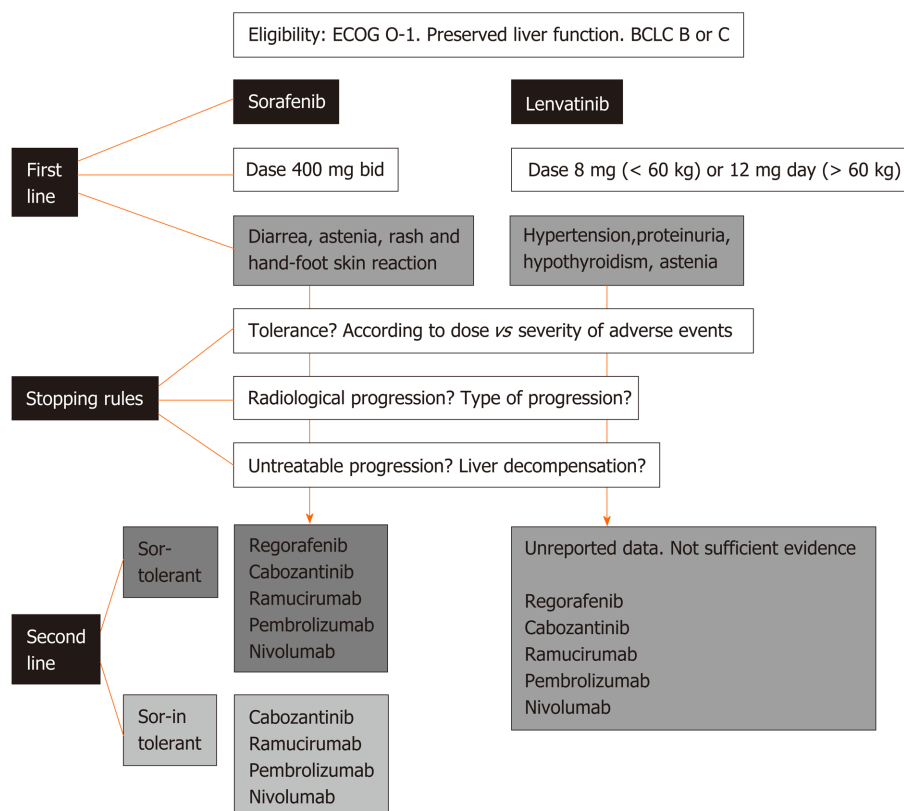 Eligibility: ECOG O-1. Preserved liver function. BCLC B or C
Sorafenib
Lenvatinib
First
line
Dase 400 mg bid
Dase 8 mg (< 60 kg) or 12 mg day (> 60 kg)
Diarrea, astenia, rash and
hand-foot skin reaction
Hypertension,proteinuria,
hypothyroidism, astenia
Tolerance? According to dose vs severity of adverse events
Stopping rules
Radiological progression? Type of progression?
Untreatable progression? Liver decompensation?
Second
line
Sor-
tolerant
Regorafenib
Cabozantinib
Ramucirumab
Pembrolizumab
Nivolumab
Unreported data. Not sufficient evidence
Regorafenib
Cabozantinib
Ramucirumab
Pembrolizumab
Nivolumab
Sor-in
tolerant
Cabozantinib
Ramucirumab
Pembrolizumab
Nivolumab